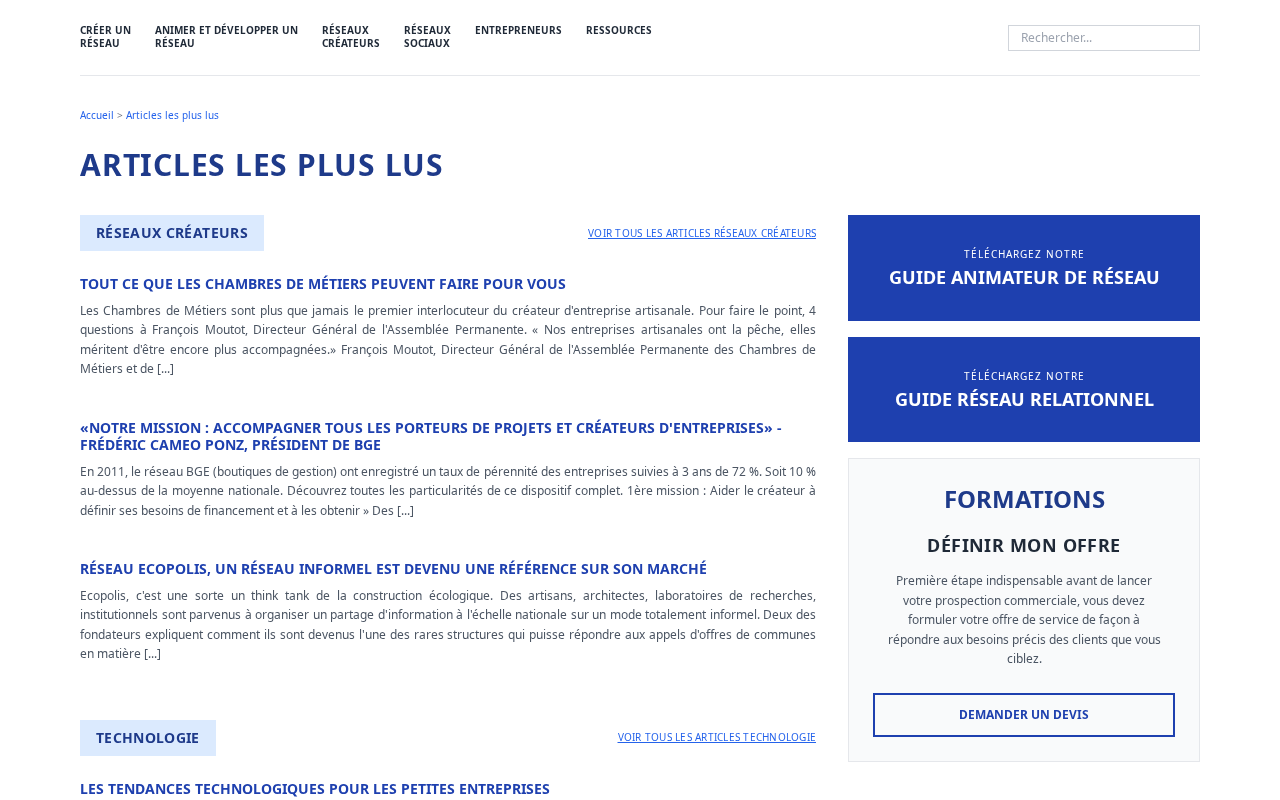 CRÉER UN
RÉSEAU
ANIMER ET DÉVELOPPER UN
RÉSEAU
RÉSEAUX
CRÉATEURS
RÉSEAUX
SOCIAUX
ENTREPRENEURS
RESSOURCES
Rechercher...
Accueil > Articles les plus lus
ARTICLES LES PLUS LUS
RÉSEAUX CRÉATEURS
VOIR TOUS LES ARTICLES RÉSEAUX CRÉATEURS
TOUT CE QUE LES CHAMBRES DE MÉTIERS PEUVENT FAIRE POUR VOUS
Les Chambres de Métiers sont plus que jamais le premier interlocuteur du créateur d'entreprise artisanale. Pour faire le point, 4
questions à François Moutot, Directeur Général de l'Assemblée Permanente. « Nos entreprises artisanales ont la pêche, elles
méritent d'être encore plus accompagnées.» François Moutot, Directeur Général de l'Assemblée Permanente des Chambres de
Métiers et de [...]
«NOTRE MISSION : ACCOMPAGNER TOUS LES PORTEURS DE PROJETS ET CRÉATEURS D'ENTREPRISES» -
FRÉDÉRIC CAMEO PONZ, PRÉSIDENT DE BGE
En 2011, le réseau BGE (boutiques de gestion) ont enregistré un taux de pérennité des entreprises suivies à 3 ans de 72 %. Soit 10 %
au-dessus de la moyenne nationale. Découvrez toutes les particularités de ce dispositif complet. 1ère mission : Aider le créateur à
définir ses besoins de financement et à les obtenir » Des [...]
RÉSEAU ECOPOLIS, UN RÉSEAU INFORMEL EST DEVENU UNE RÉFÉRENCE SUR SON MARCHÉ
Ecopolis, c'est une sorte un think tank de la construction écologique. Des artisans, architectes, laboratoires de recherches,
institutionnels sont parvenus à organiser un partage d'information à l'échelle nationale sur un mode totalement informel. Deux des
fondateurs expliquent comment ils sont devenus l'une des rares structures qui puisse répondre aux appels d'offres de communes
en matière [...]
TECHNOLOGIE
VOIR TOUS LES ARTICLES TECHNOLOGIE
LES TENDANCES TECHNOLOGIQUES POUR LES PETITES ENTREPRISES
TÉLÉCHARGEZ NOTRE
GUIDE ANIMATEUR DE RÉSEAU
TÉLÉCHARGEZ NOTRE
GUIDE RÉSEAU RELATIONNEL
FORMATIONS
DÉFINIR MON OFFRE
Première étape indispensable avant de lancer
votre prospection commerciale, vous devez
formuler votre offre de service de façon à
répondre aux besoins précis des clients que vous
ciblez.
DEMANDER UN DEVIS